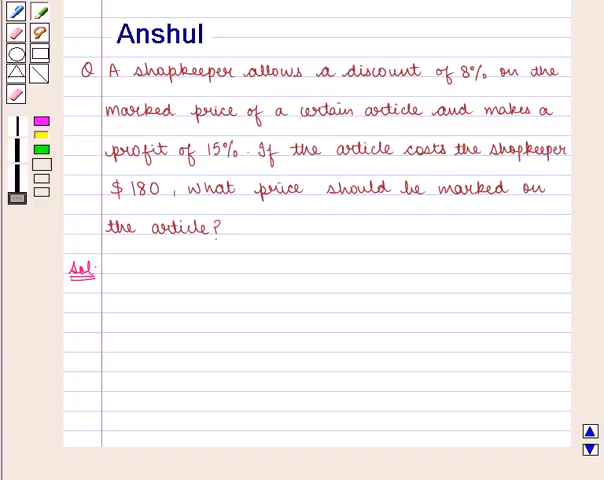 Anshul
Q A shopkeeper allows a discount of 8% on the
marked price of a certain article and makes a
profit of 15%. If the article costs the shopkeeper
$ 180, what price should be marked on
the article?
Sol.